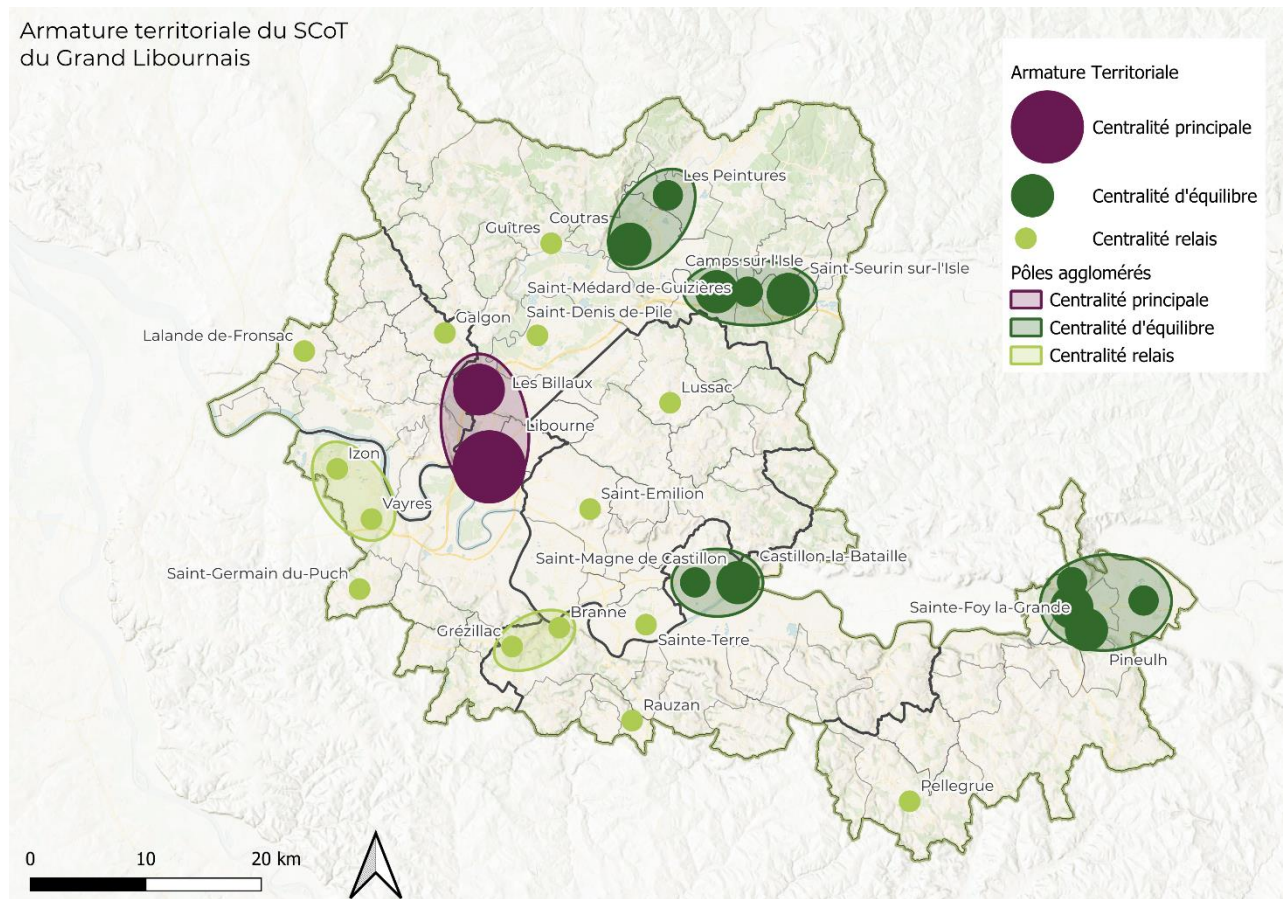 Armature territoriale du SCoT
du Grand Libournais
Armature Territoriale
Centralité principale
Centralité d'équilibre
Centralité relais
Pôles agglomérés
Centralité principale
Centralité d'équilibre
Centralité relais
Les Peintures
Coutras
Guîtres
Camps sur-l'Isle
Saint-Seurin sur-l'Isle
Saint-Médard de-Guizières
Galgon
Saint-Denis de-Pile
Lalande de-Fronsac
Les Billaux
Lussac
Libourne
Izon
Vayres
Saint-Emilion
Saint-Magne de Castillon
Castillon-la-Bataille
Saint-Germain du-Puch
Branne
Sainte-Foy la-Grande
Grézillac
Sainte-Terre
Pineulh
Rauzan
Pellegrue
0 10 20 km